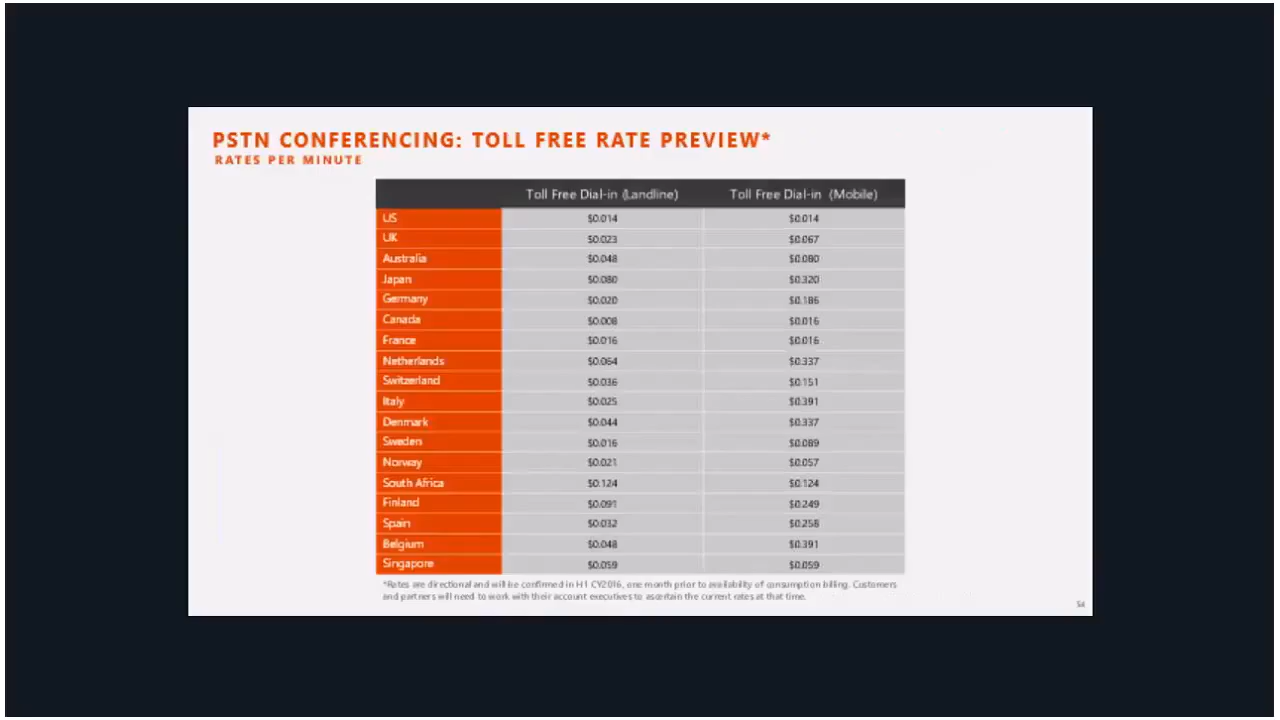 PSTN CONFERENCING: TOLL FREE RATE PREVIEW*
RATES PER MINUTE
Toll Free Dial-in (Landline) Toll Free Dial-in (Mobile)
US $0.014 $0.014
UK $0.023 $0.067
Australia $0.048 $0.080
Japan $0.080 $0.320
Germany $0.020 $0.186
Canada $0.008 $0.016
France $0.016 $0.016
Netherlands $0.064 $0.337
Switzerland $0.036 $0.151
Italy $0.025 $0.391
Denmark $0.044 $0.337
Sweden $0.016 $0.089
Norway $0.021 $0.057
South Africa $0.124 $0.124
Finland $0.091 $0.249
Spain $0.032 $0.258
Belgium $0.048 $0.391
Singapore $0.059 $0.059
*Rates are directional and will be confirmed in H1 CY2016, one month prior to availability of consumption billing. Customers
and partners will need to work with their account executives to ascertain the current rates at that time.
54